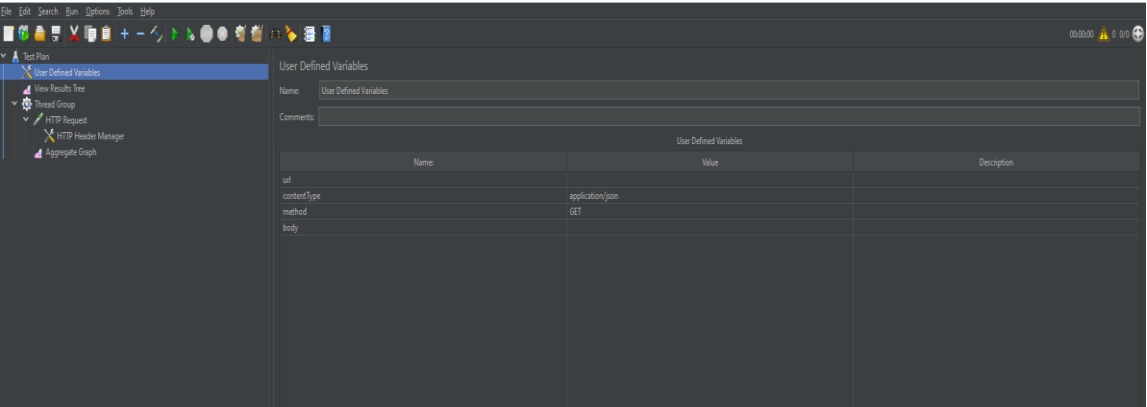 File Edit Search Run Options Tools Help
00:00:00 0 0/0
Test Plan
User Defined Variables
View Results Tree
Thread Group
HTTP Request
HTTP Header Manager
Aggregate Graph
User Defined Variables
Name: User Defined Variables
Comments:
User Defined Variables
Name: Value Description
url
contentType application/json
method GET
body